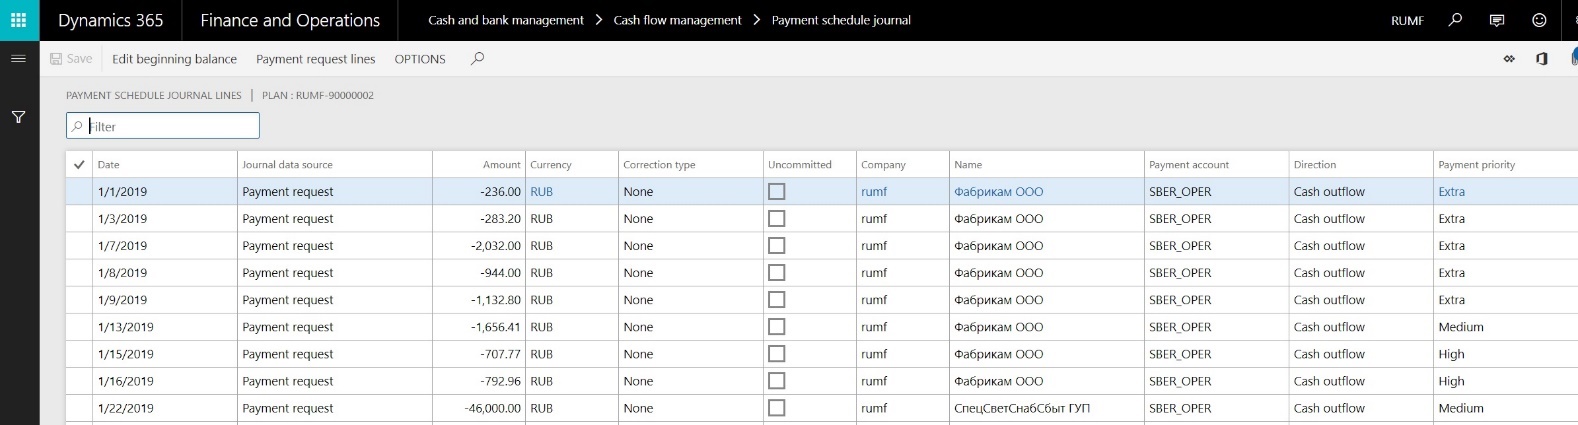 Dynamics 365 Finance and Operations Cash and bank management > Cash flow management > Payment schedule journal RUMF
Save Edit beginning balance Payment request lines OPTIONS
PAYMENT SCHEDULE JOURNAL LINES | PLAN : RUMF-90000002
Filter
Date Journal data source Amount Currency Correction type Uncommitted Company Name Payment account Direction Payment priority
1/1/2019 Payment request -236.00 RUB None rumf Фабрикам ООО SBER_OPER Cash outflow Extra
1/3/2019 Payment request -283.20 RUB None rumf Фабрикам ООО SBER_OPER Cash outflow Extra
1/7/2019 Payment request -2,032.00 RUB None rumf Фабрикам ООО SBER_OPER Cash outflow Extra
1/8/2019 Payment request -944.00 RUB None rumf Фабрикам ООО SBER_OPER Cash outflow Extra
1/9/2019 Payment request -1,132.80 RUB None rumf Фабрикам ООО SBER_OPER Cash outflow Extra
1/13/2019 Payment request -1,656.41 RUB None rumf Фабрикам ООО SBER_OPER Cash outflow Medium
1/15/2019 Payment request -707.77 RUB None rumf Фабрикам ООО SBER_OPER Cash outflow High
1/16/2019 Payment request -792.96 RUB None rumf Фабрикам ООО SBER_OPER Cash outflow High
1/22/2019 Payment request -46,000.00 RUB None rumf СпецСветСнабСбыт ГУП SBER_OPER Cash outflow Medium